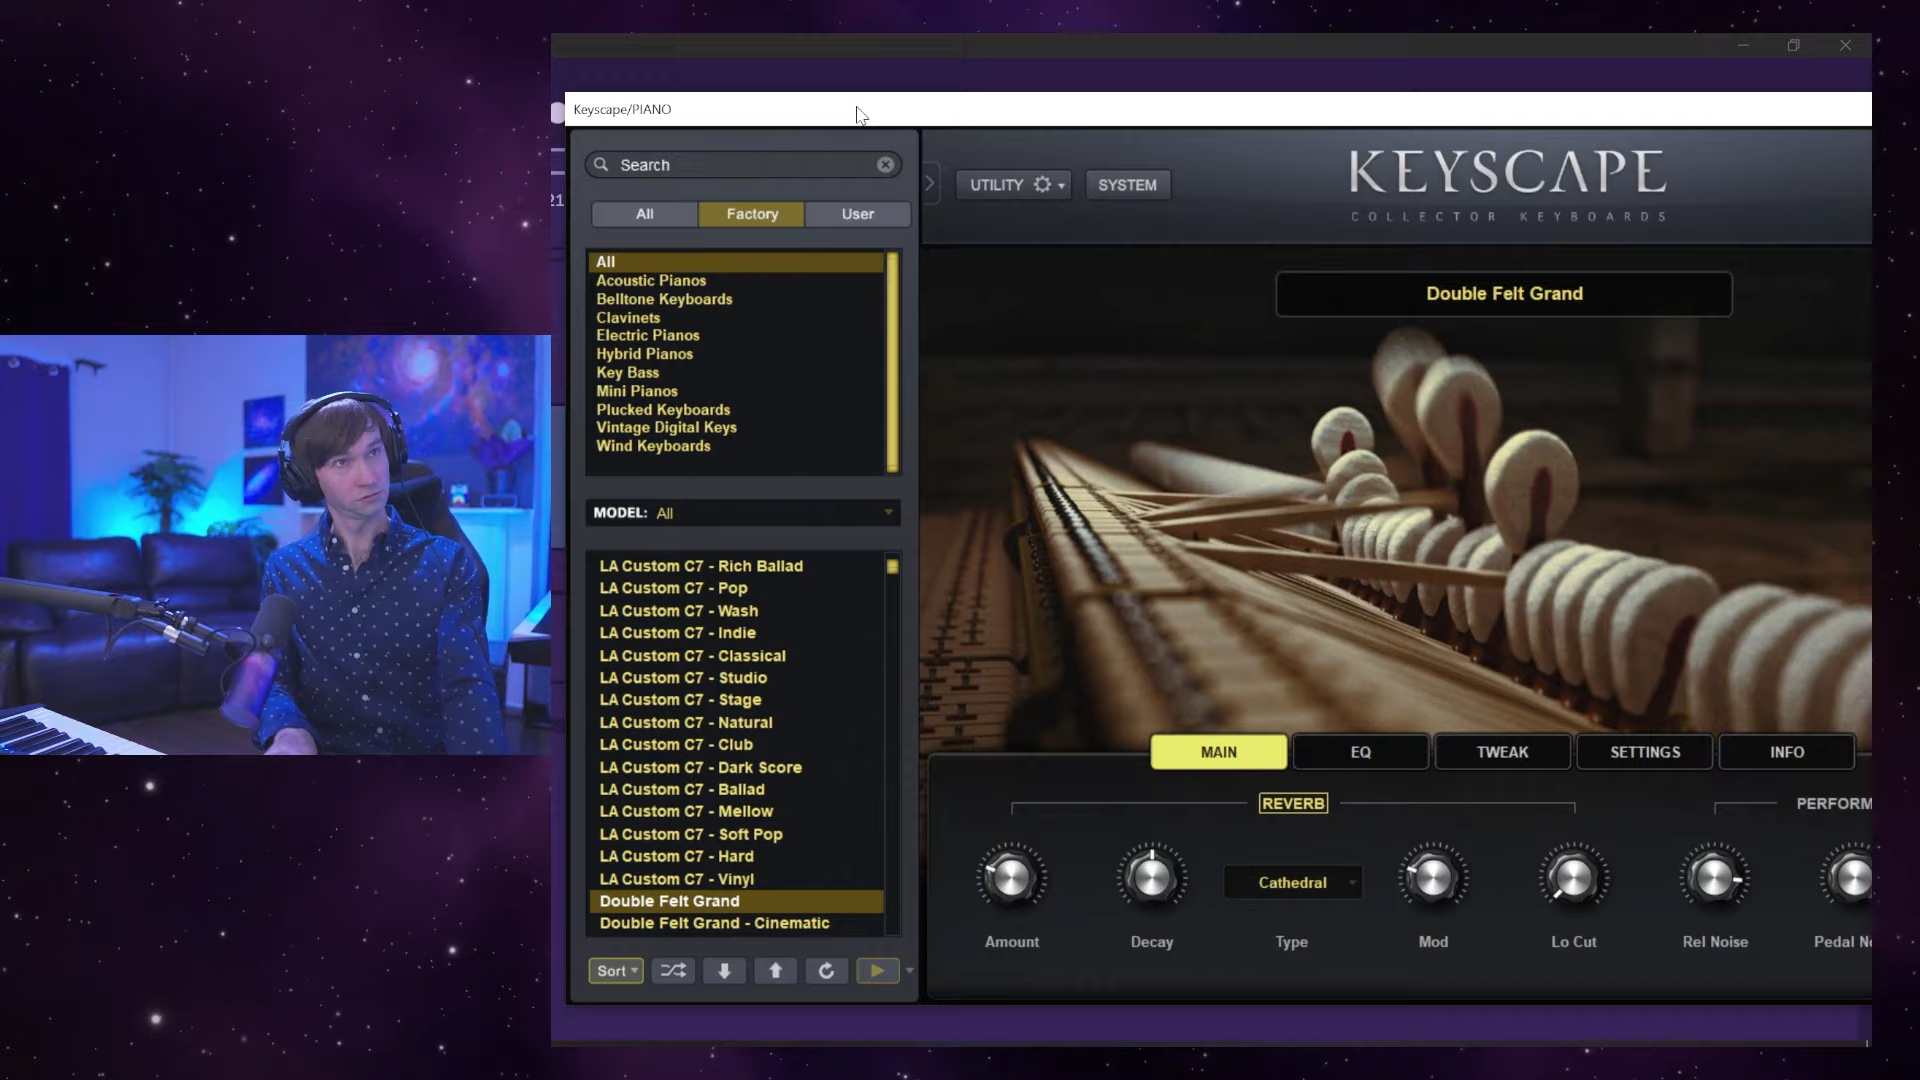 Keyscape/PIANO
21
Search
All
Factory
User
All
Acoustic Pianos
Belltone Keyboards
Clavinets
Electric Pianos
Hybrid Pianos
Key Bass
Mini Pianos
Plucked Keyboards
Vintage Digital Keys
Wind Keyboards
MODEL: All
LA Custom C7 - Rich Ballad
LA Custom C7 - Pop
LA Custom C7 - Wash
LA Custom C7 - Indie
LA Custom C7 - Classical
LA Custom C7 - Studio
LA Custom C7 - Stage
LA Custom C7 - Natural
LA Custom C7 - Club
LA Custom C7 - Dark Score
LA Custom C7 - Ballad
LA Custom C7 - Mellow
LA Custom C7 - Soft Pop
LA Custom C7 - Hard
LA Custom C7 - Vinyl
Double Felt Grand
Double Felt Grand - Cinematic
Sort
UTILITY
SYSTEM
KEYSCAPE
COLLECTOR KEYBOARDS
Double Felt Grand
MAIN
EQ
TWEAK
SETTINGS
INFO
REVERB
PERFORM
Cathedral
Amount
Decay
Type
Mod
Lo Cut
Rel Noise
Pedal No